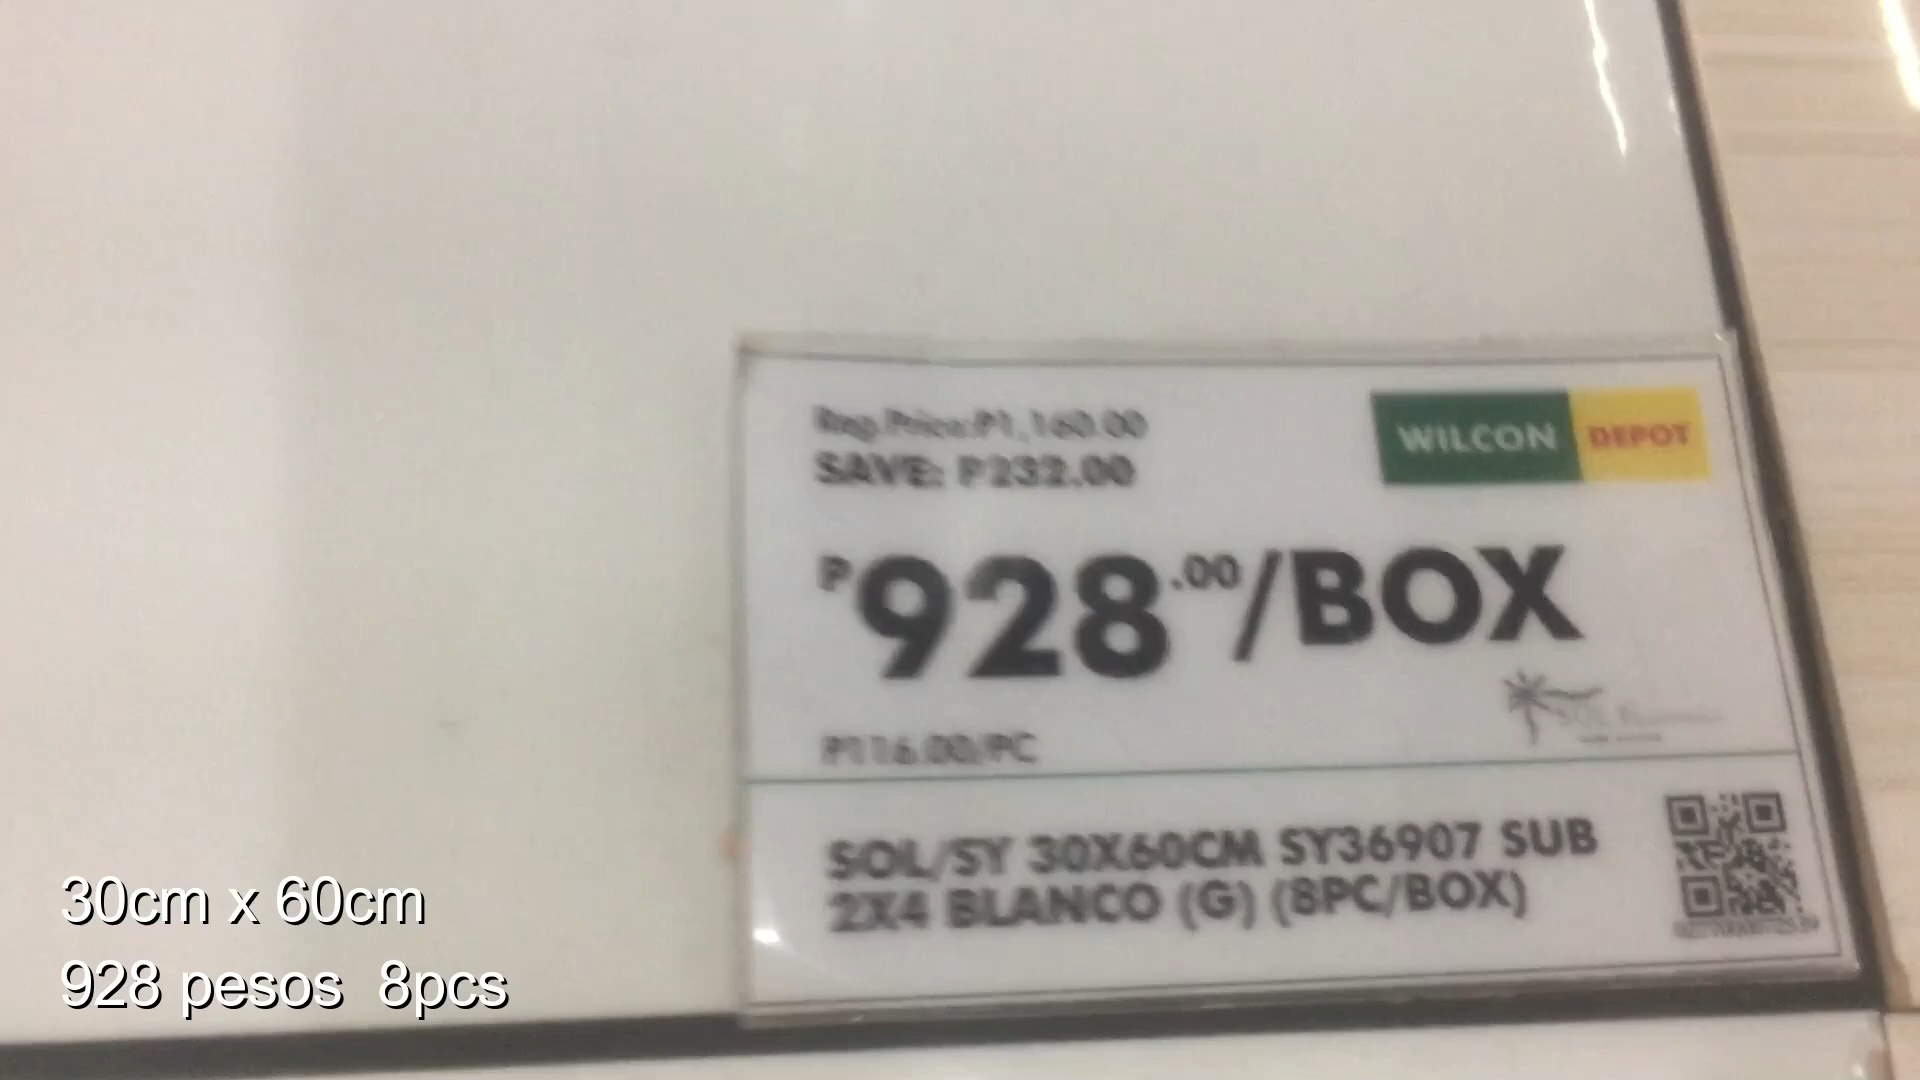 Reg.Price:P1,160.00
SAVE: P232.00
WILCON DEPOT
P928.00/BOX
P116.00/PC
SOL/SY 30X60CM SY36907 SUB
2X4 BLANCO (G) (8PC/BOX)
30cm x 60cm
928 pesos 8pcs